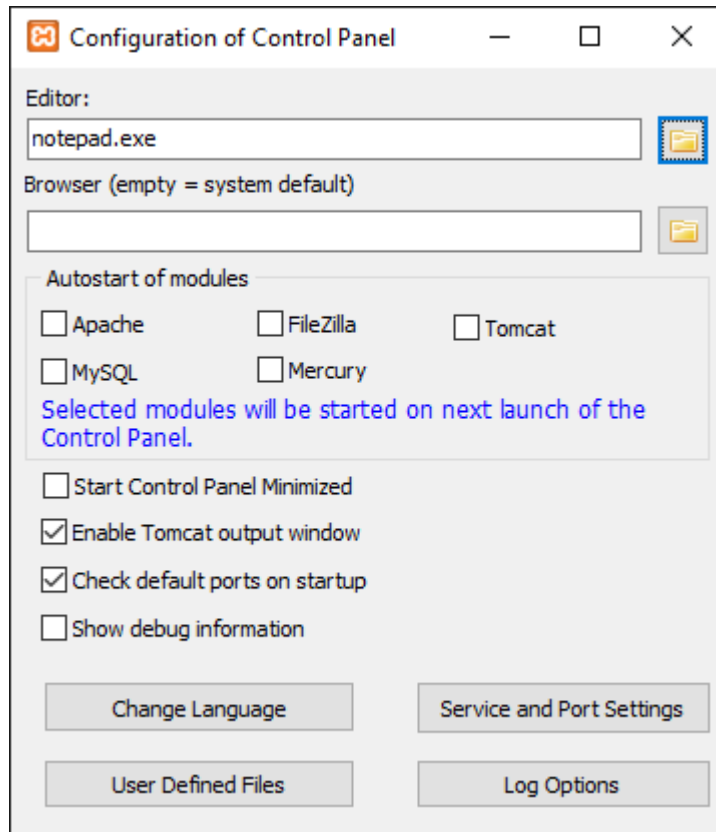 Configuration of Control Panel
Editor:
notepad.exe
Browser (empty = system default)
Autostart of modules
Apache FileZilla Tomcat
MySQL Mercury
Selected modules will be started on next launch of the
Control Panel.
Start Control Panel Minimized
Enable Tomcat output window
Check default ports on startup
Show debug information
Change Language Service and Port Settings
User Defined Files Log Options